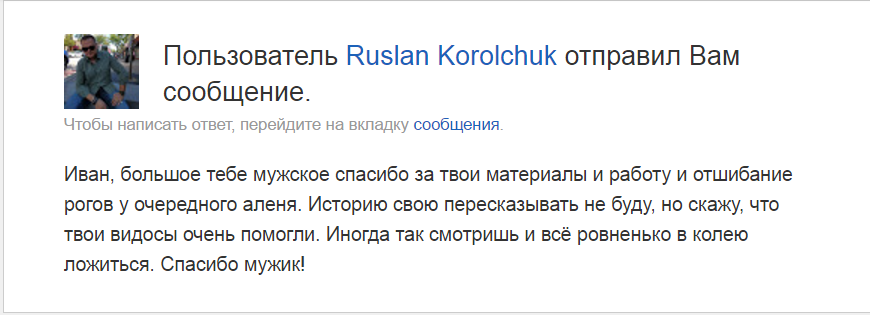 Пользователь Ruslan Korolchuk отправил Вам
сообщение.
Чтобы написать ответ, перейдите на вкладку сообщения.
Иван, большое тебе мужское спасибо за твои материалы и работу и отшибание
рогов у очередного аленя. Историю свою пересказывать не буду, но скажу, что
твои видосы очень помогли. Иногда так смотришь и всё ровненько в колею
ложиться. Спасибо мужик!